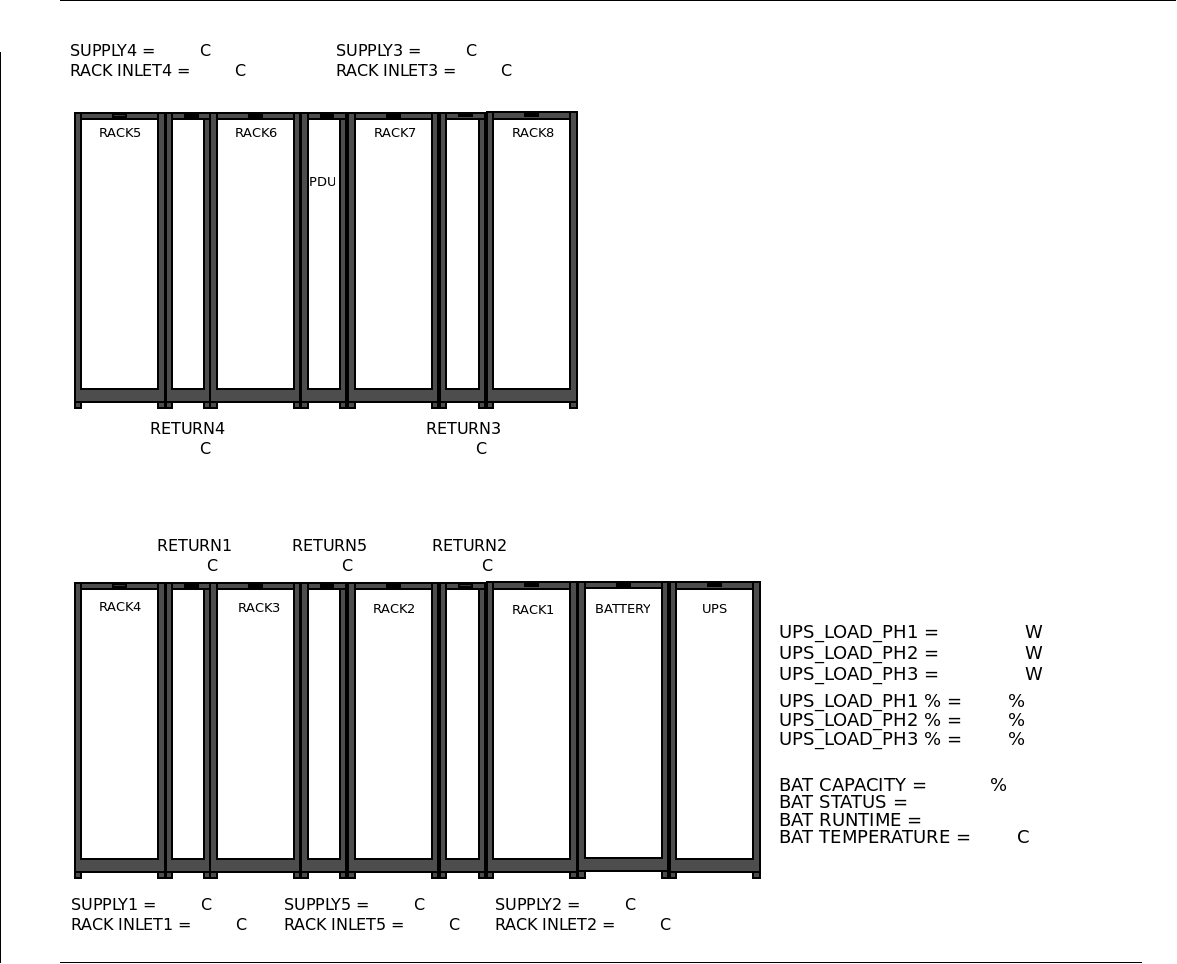 SUPPLY4 = C SUPPLY3 = C
RACK INLET4 = C RACK INLET3 = C
RACK5 RACK6 RACK7 RACK8
PDU
RETURN4 RETURN3
C C
RETURN1 RETURN5 RETURN2
C C C
RACK4 RACK3 RACK2 RACK1 BATTERY UPS
UPS_LOAD_PH1 = W
UPS_LOAD_PH2 = W
UPS_LOAD_PH3 = W
UPS_LOAD_PH1 % = %
UPS_LOAD_PH2 % = %
UPS_LOAD_PH3 % = %
BAT CAPACITY = %
BAT STATUS =
BAT RUNTIME =
BAT TEMPERATURE = C
SUPPLY1 = C SUPPLY5 = C SUPPLY2 = C
RACK INLET1 = C RACK INLET5 = C RACK INLET2 = C